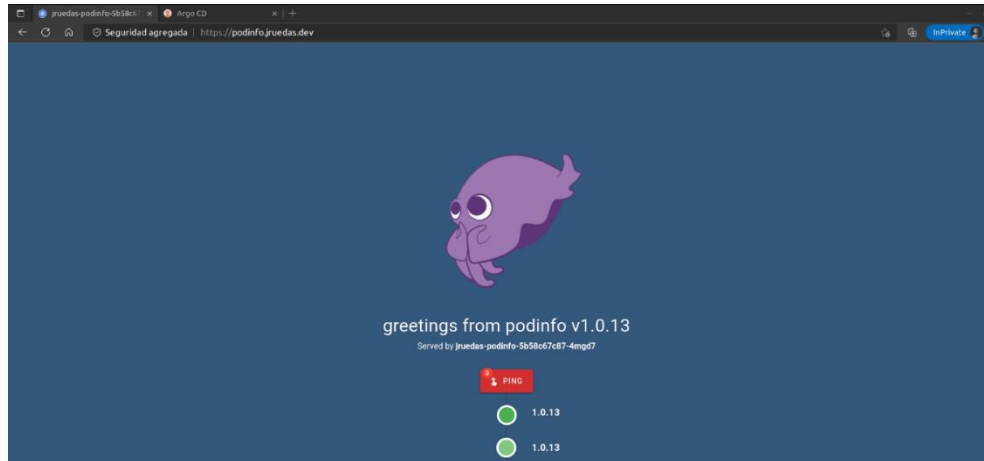 jruedas-podinfo-5b58c67 Argo CD
Seguridad agregada https://podinfo.jruedas.dev InPrivate
greetings from podinfo v1.0.13
Served by jruedas-podinfo-5b58c67c87-4mgd7
PING
1.0.13
1.0.13